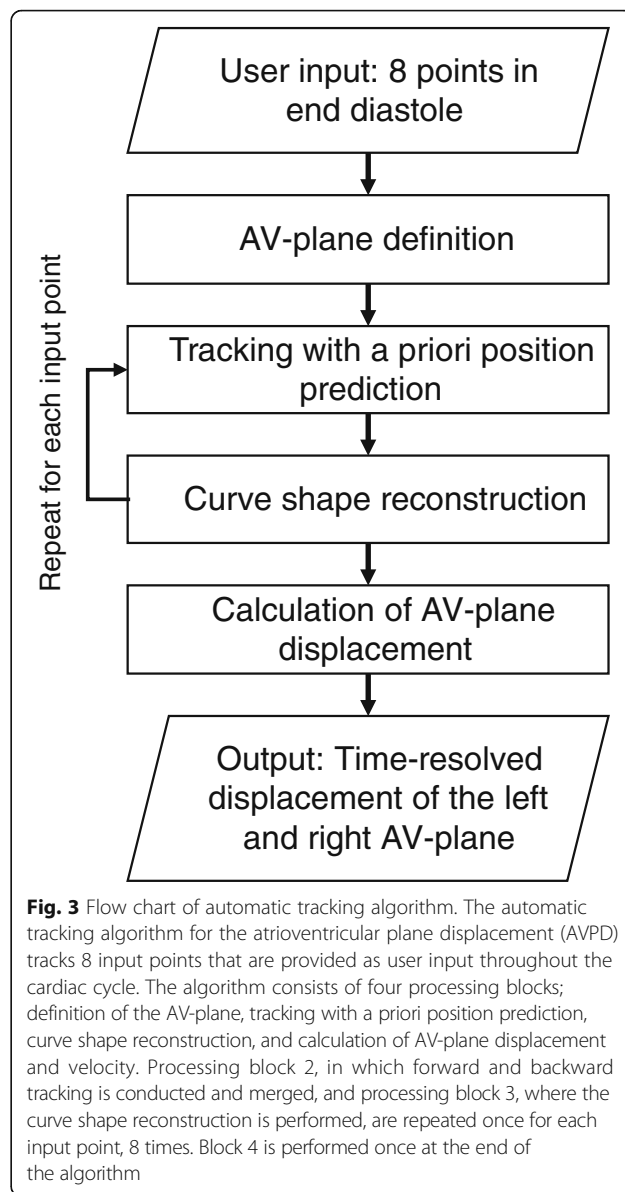 User input: 8 points in
end diastole
AV-plane definition
Tracking with a priori position
prediction
Repeat for each input point
Curve shape reconstruction
Calculation of AV-plane
displacement
Output: Time-resolved
displacement of the left
and right AV-plane
Fig. 3 Flow chart of automatic tracking algorithm. The automatic
tracking algorithm for the atrioventricular plane displacement (AVPD)
tracks 8 input points that are provided as user input throughout the
cardiac cycle. The algorithm consists of four processing blocks;
definition of the AV-plane, tracking with a priori position prediction,
curve shape reconstruction, and calculation of AV-plane displacement
and velocity. Processing block 2, in which forward and backward
tracking is conducted and merged, and processing block 3, where the
curve shape reconstruction is performed, are repeated once for each
input point, 8 times. Block 4 is performed once at the end of
the algorithm